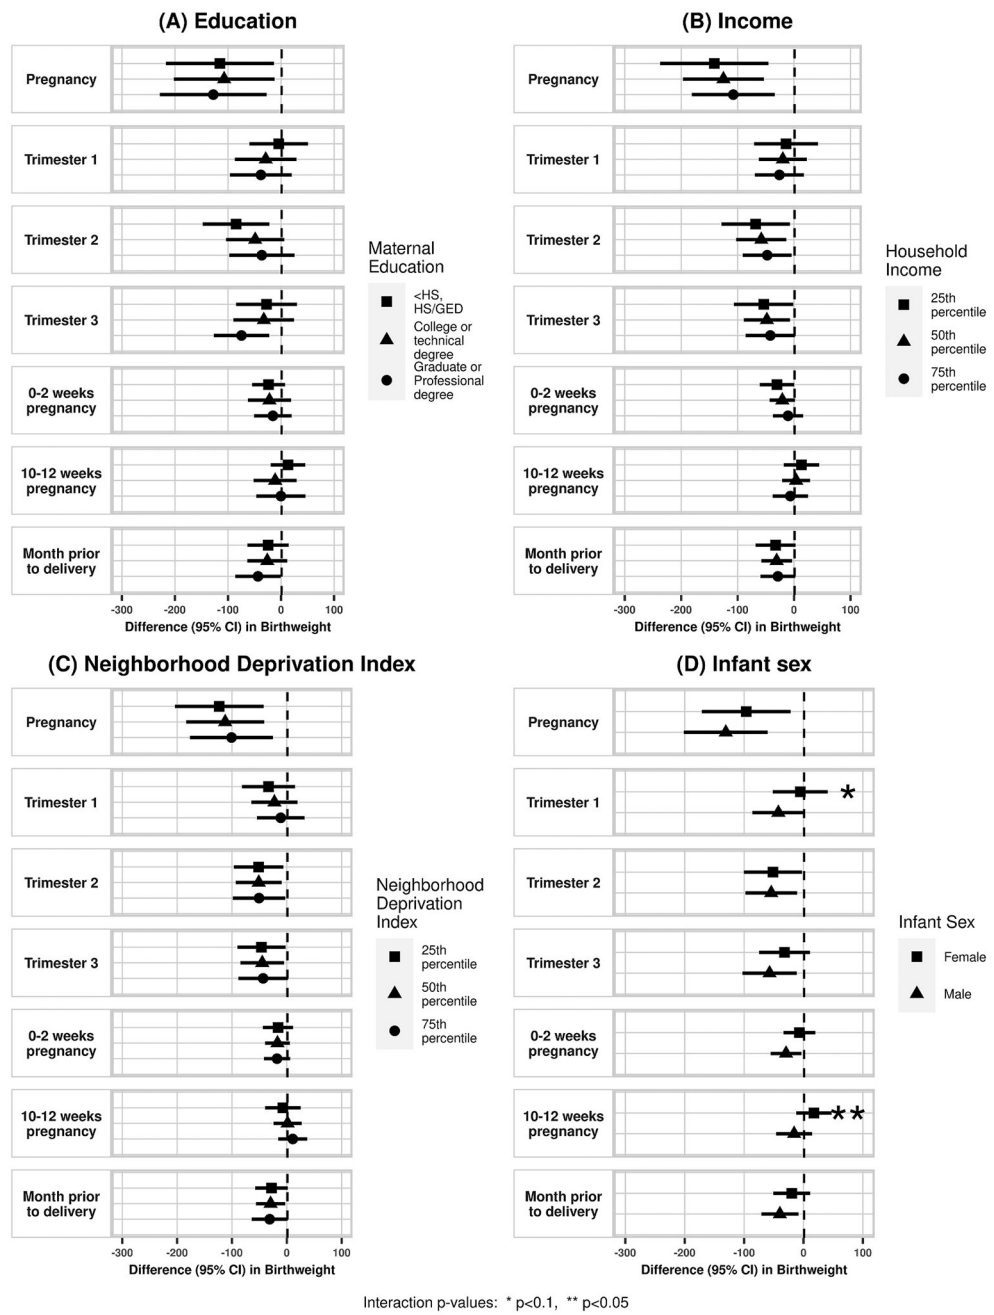 (A) Education
Pregnancy
Trimester 1
Trimester 2
Trimester 3
0-2 weeks
pregnancy
10-12 weeks
pregnancy
Month prior
to delivery
-300 -200 -100 0 100
Difference (95% CI) in Birthweight
Maternal
Education
<HS,
HS/GED
College or
technical
degree
Graduate or
Professional
degree
(B) Income
Pregnancy
Trimester 1
Trimester 2
Trimester 3
0-2 weeks
pregnancy
10-12 weeks
pregnancy
Month prior
to delivery
-300 -200 -100 0 100
Difference (95% CI) in Birthweight
Household
Income
25th
percentile
50th
percentile
75th
percentile
(C) Neighborhood Deprivation Index
Pregnancy
Trimester 1
Trimester 2
Trimester 3
0-2 weeks
pregnancy
10-12 weeks
pregnancy
Month prior
to delivery
-300 -200 -100 0 100
Difference (95% CI) in Birthweight
Neighborhood
Deprivation
Index
25th
percentile
50th
percentile
75th
percentile
(D) Infant sex
Pregnancy
Trimester 1
*
Trimester 2
Trimester 3
0-2 weeks
pregnancy
10-12 weeks
pregnancy
**
Month prior
to delivery
-300 -200 -100 0 100
Difference (95% CI) in Birthweight
Infant Sex
Female
Male
Interaction p-values: * p<0.1, ** p<0.05